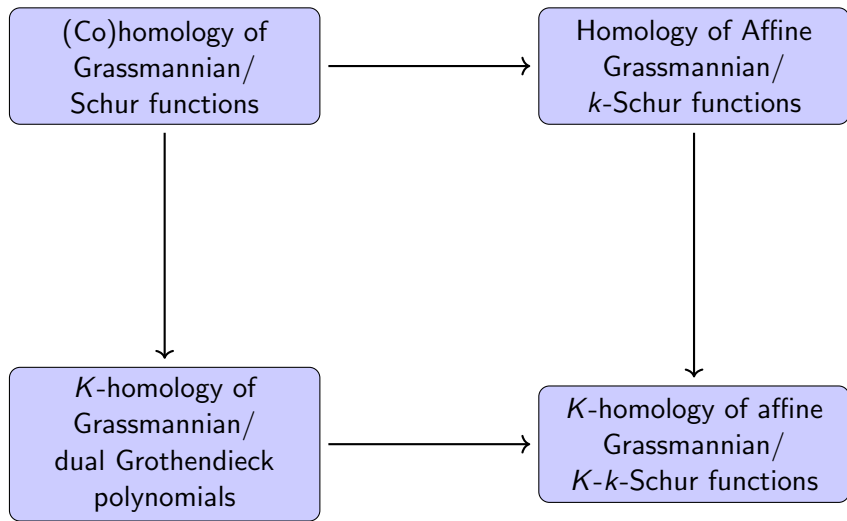 (Co)homology of
Grassmannian/
Schur functions
Homology of Affine
Grassmannian/
k-Schur functions
K-homology of
Grassmannian/
dual Grothendieck
polynomials
K-homology of affine
Grassmannian/
K-k-Schur functions